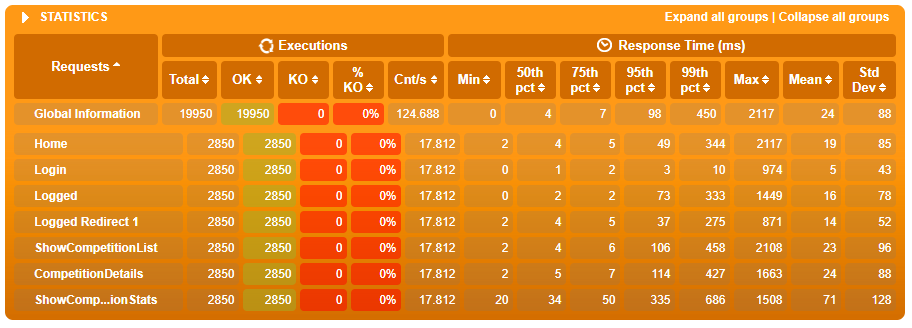 STATISTICS Expand all groups | Collapse all groups
Executions Response Time (ms)
Requests Total OK KO % KO Cnt/s Min 50th pct 75th pct 95th pct 99th pct Max Mean Std Dev
Global Information 19950 19950 0 0% 124.688 0 4 7 98 450 2117 24 88
Home 2850 2850 0 0% 17.812 2 4 5 49 344 2117 19 85
Login 2850 2850 0 0% 17.812 0 1 2 3 10 974 5 43
Logged 2850 2850 0 0% 17.812 0 2 2 73 333 1449 16 78
Logged Redirect 1 2850 2850 0 0% 17.812 2 4 5 37 275 871 14 52
ShowCompetitionList 2850 2850 0 0% 17.812 2 4 6 106 458 2108 23 96
CompetitionDetails 2850 2850 0 0% 17.812 2 5 7 114 427 1663 24 88
ShowComp...ionStats 2850 2850 0 0% 17.812 20 34 50 335 686 1508 71 128